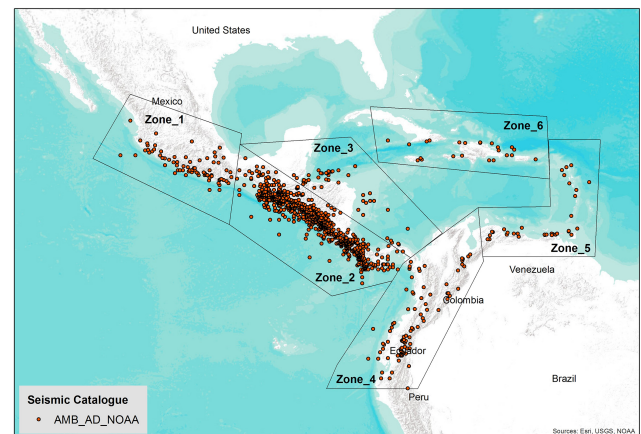 United States
Mexico
Zone_1
Zone_6
Zone_3
Zone_5
Venezuela
Zone_2
Colombia
Ecuador
Zone_4
Brazil
Peru
Seismic Catalogue
AMB_AD_NOAA
Sources: Esri, USGS, NOAA